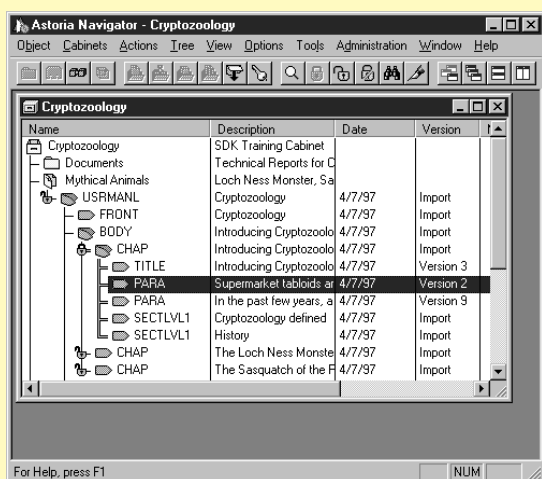 Astoria Navigator - Cryptozoology
Object Cabinets Actions Tree View Options Tools Administration Window Help
Cryptozoology
Name Description Date Version
Cryptozoology SDK Training Cabinet
Documents Technical Reports for C
Mythical Animals Loch Ness Monster, Sa
USRMANL Cryptozoology 4/7/97 Import
FRONT Cryptozoology 4/7/97 Import
BODY Introducing Cryptozoolo 4/7/97 Import
CHAP Introducing Cryptozoolo 4/7/97 Import
TITLE Introducing Cryptozoolo 4/7/97 Version 3
PARA Supermarket tabloids ar 4/7/97 Version 2
PARA In the past few years, a 4/7/97 Version 9
SECTLVL1 Cryptozoology defined 4/7/97 Import
SECTLVL1 History 4/7/97 Import
CHAP The Loch Ness Monste 4/7/97 Import
CHAP The Sasquatch of the F 4/7/97 Import
For Help, press F1 NUM